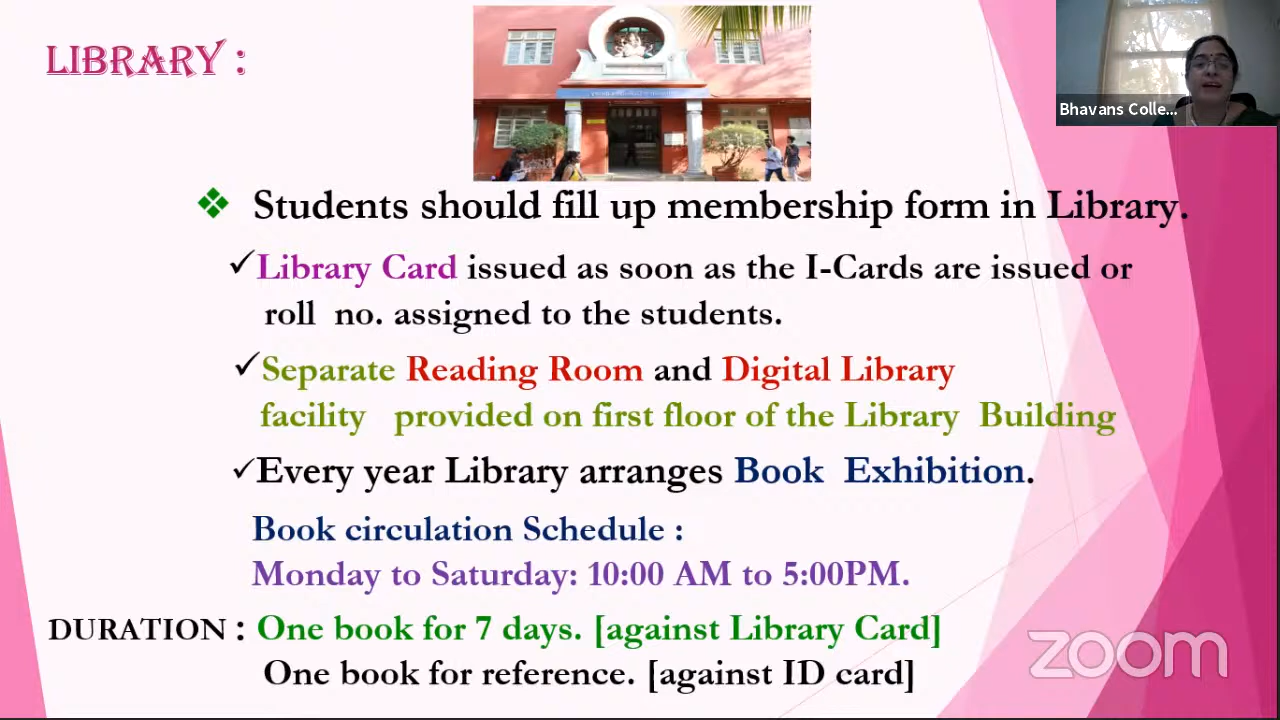 LIBRARY :
Bhavans Colle...
❖ Students should fill up membership form in Library.
✓Library Card issued as soon as the I-Cards are issued or
roll no. assigned to the students.
✓Separate Reading Room and Digital Library
facility provided on first floor of the Library Building
✓Every year Library arranges Book Exhibition.
Book circulation Schedule :
Monday to Saturday: 10:00 AM to 5:00PM.
DURATION : One book for 7 days. [against Library Card]
One book for reference. [against ID card]
zoom